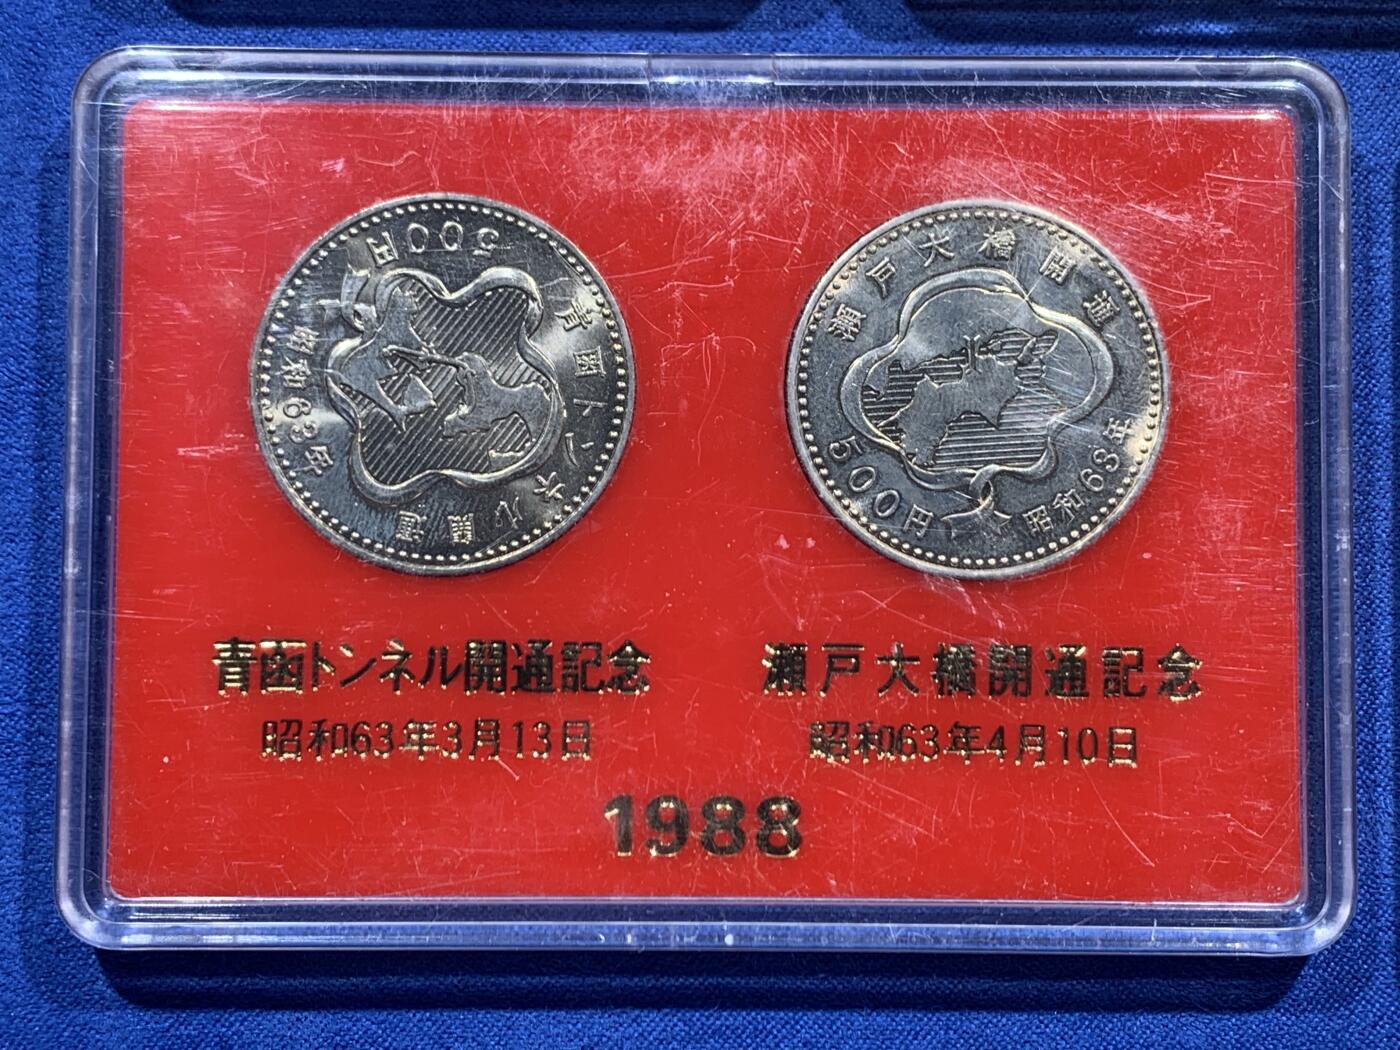 青函トンネル開通
500円
昭和63年
瀬戸大橋開通
500円
昭和63年
青函トンネル開通記念
昭和63年3月13日
瀬戸大橋開通記念
昭和63年4月10日
1988